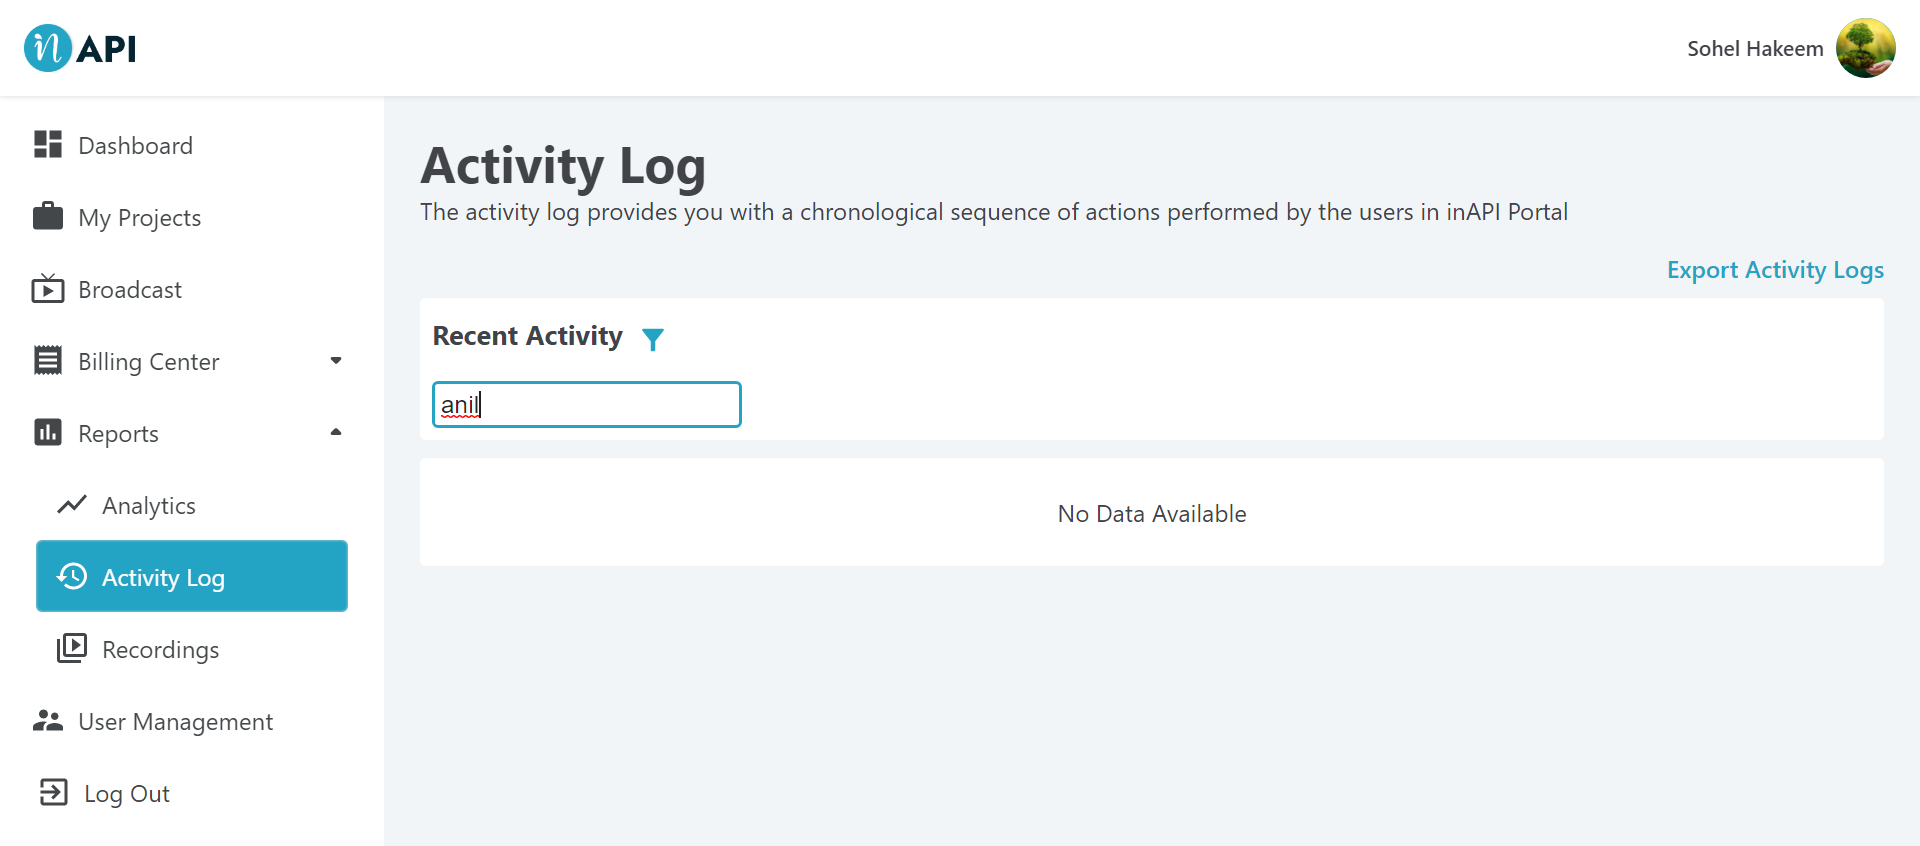 in API
Sohel Hakeem
Dashboard
My Projects
Broadcast
Billing Center
Reports
Analytics
Activity Log
Recordings
User Management
Log Out
Activity Log
The activity log provides you with a chronological sequence of actions performed by the users in inAPI Portal
Export Activity Logs
Recent Activity
anil
No Data Available